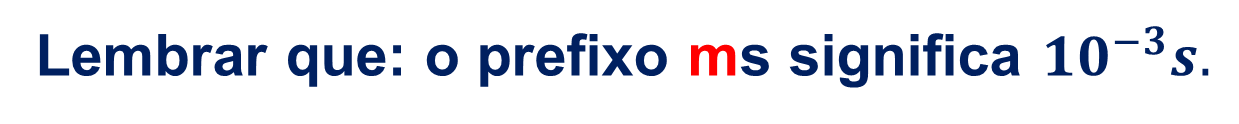 Lembrar que: o prefixo ms significa 10⁻³s.